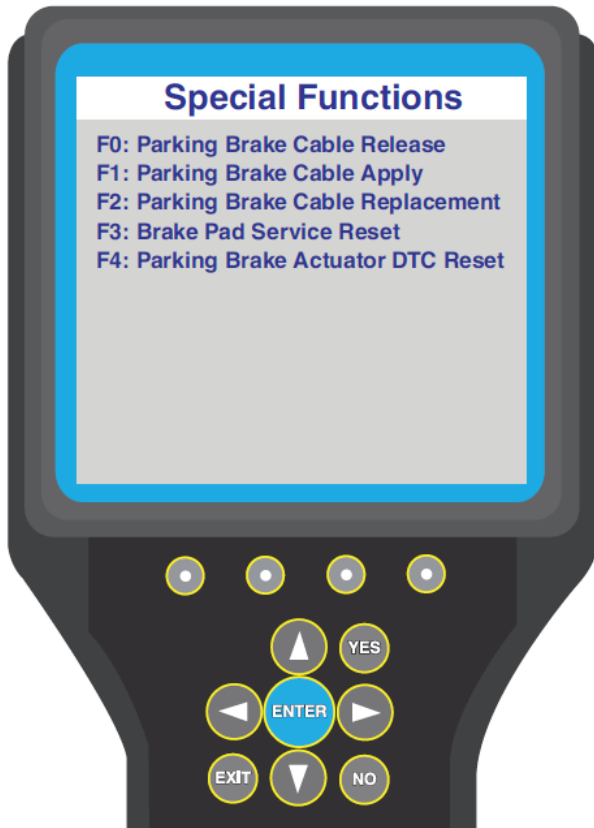 Special Functions
F0: Parking Brake Cable Release
F1: Parking Brake Cable Apply
F2: Parking Brake Cable Replacement
F3: Brake Pad Service Reset
F4: Parking Brake Actuator DTC Reset
YES
ENTER
EXIT
NO